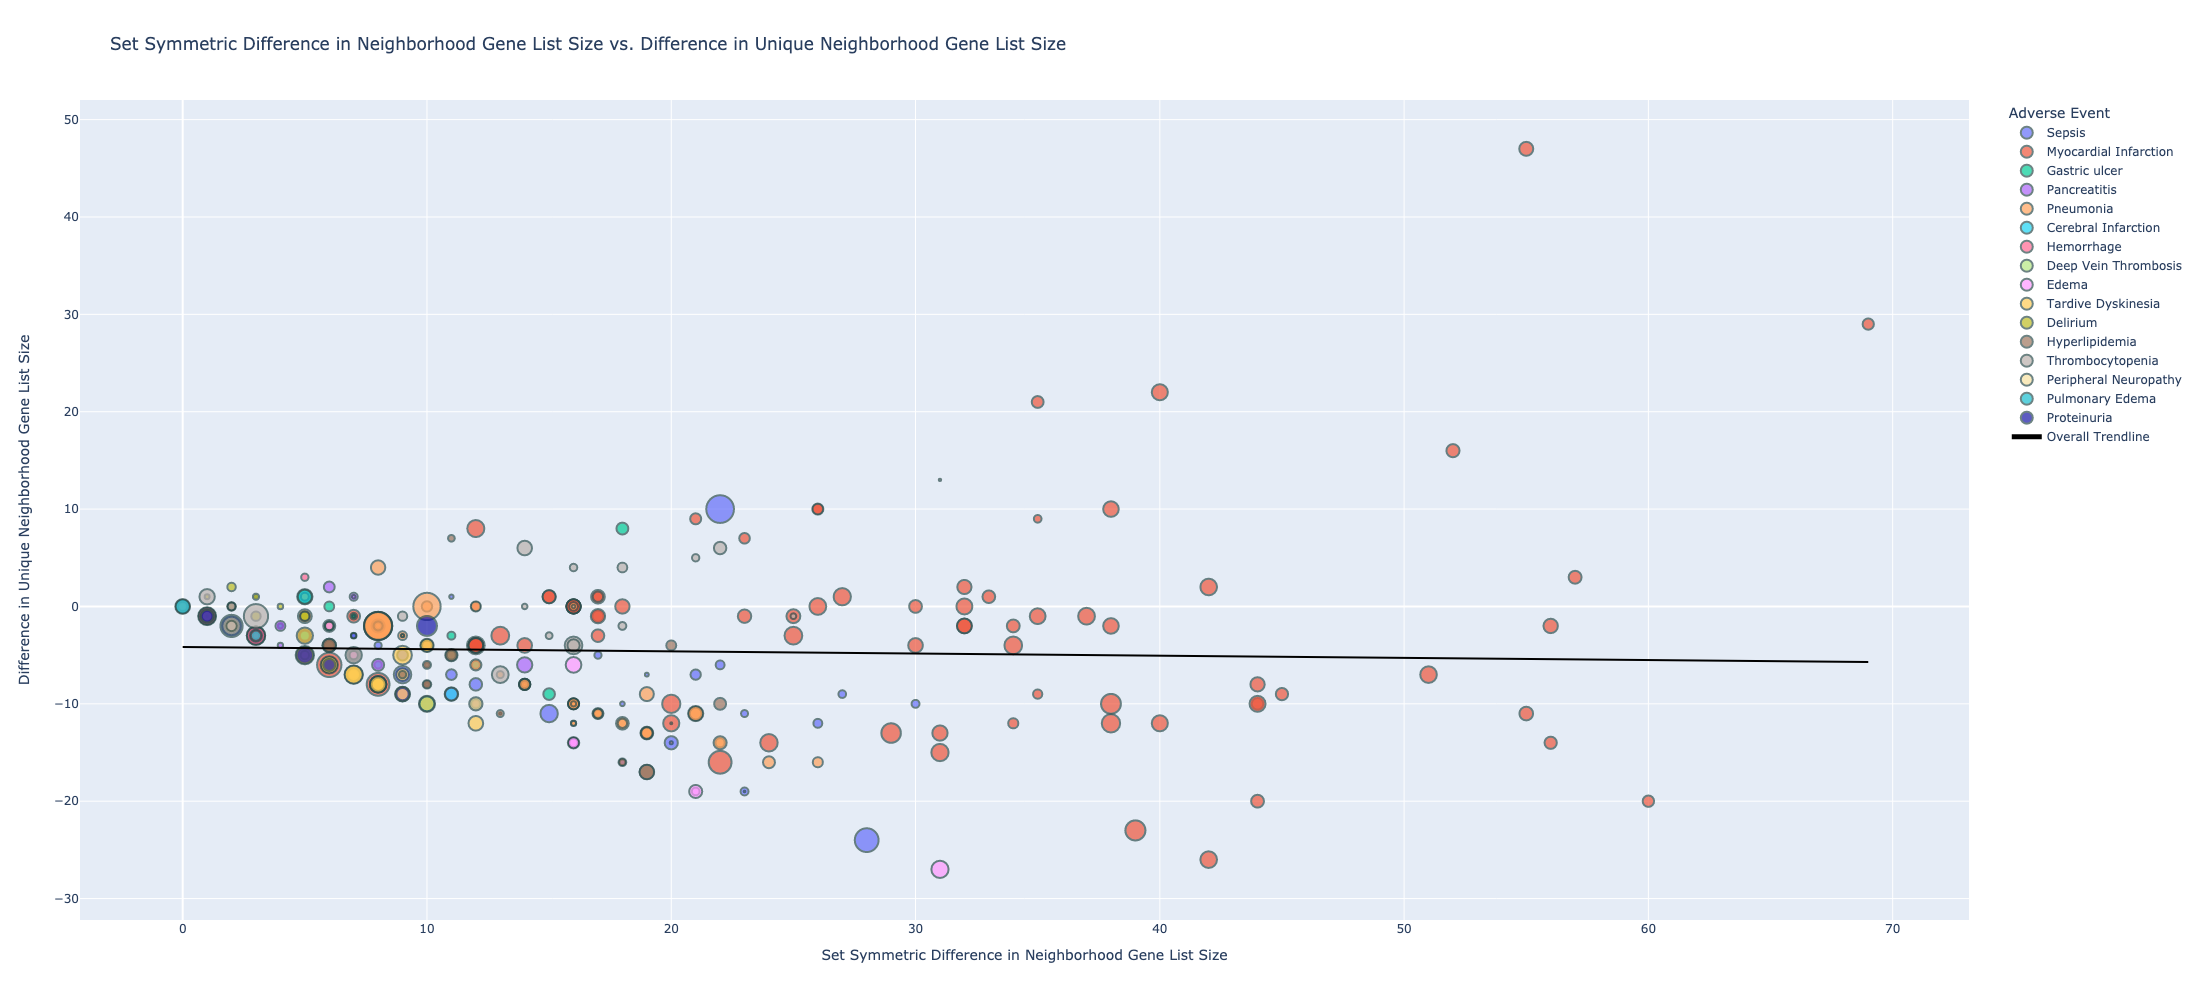 Set Symmetric Difference in Neighborhood Gene List Size vs. Difference in Unique Neighborhood Gene List Size
Difference in Unique Neighborhood Gene List Size
50
40
30
20
10
0
−10
−20
−30
0
10
20
30
40
50
60
70
Set Symmetric Difference in Neighborhood Gene List Size
Adverse Event
Sepsis
Myocardial Infarction
Gastric ulcer
Pancreatitis
Pneumonia
Cerebral Infarction
Hemorrhage
Deep Vein Thrombosis
Edema
Tardive Dyskinesia
Delirium
Hyperlipidemia
Thrombocytopenia
Peripheral Neuropathy
Pulmonary Edema
Proteinuria
Overall Trendline